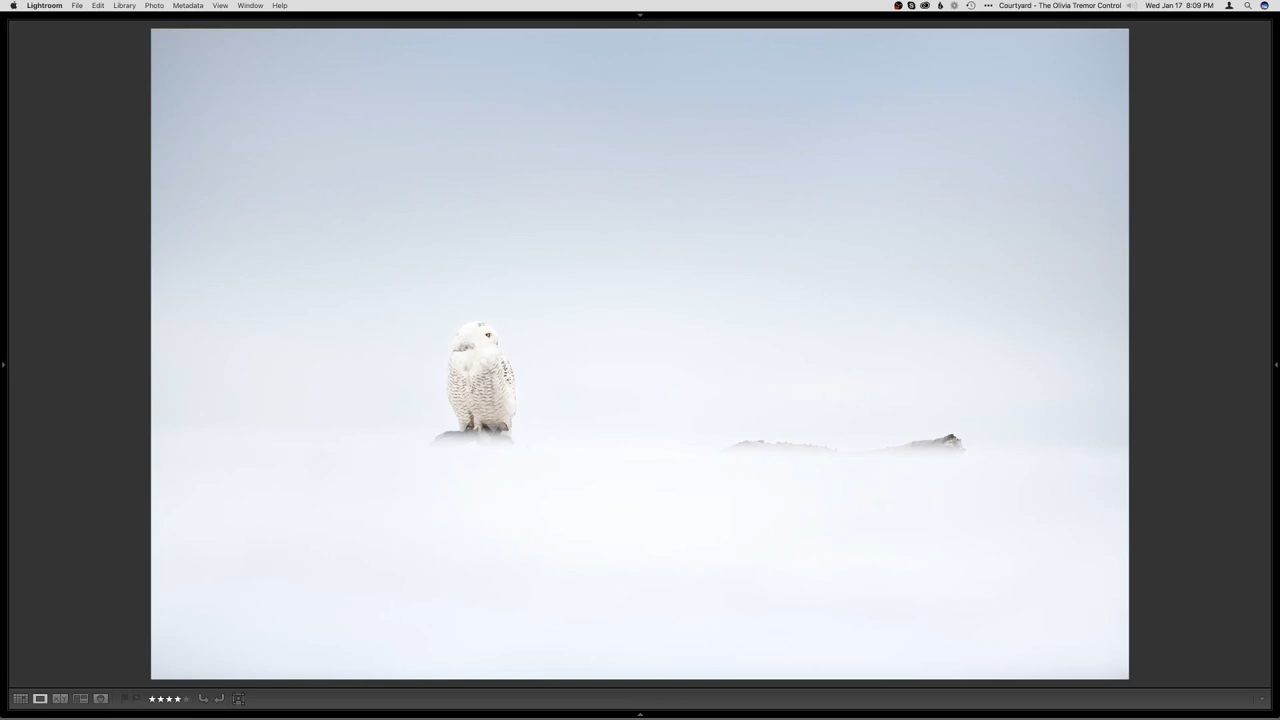 Lightroom File Edit Library Photo Metadata View Window Help Courtyard - The Olivia Tremor Control Wed Jan 17 8:09 PM
XY